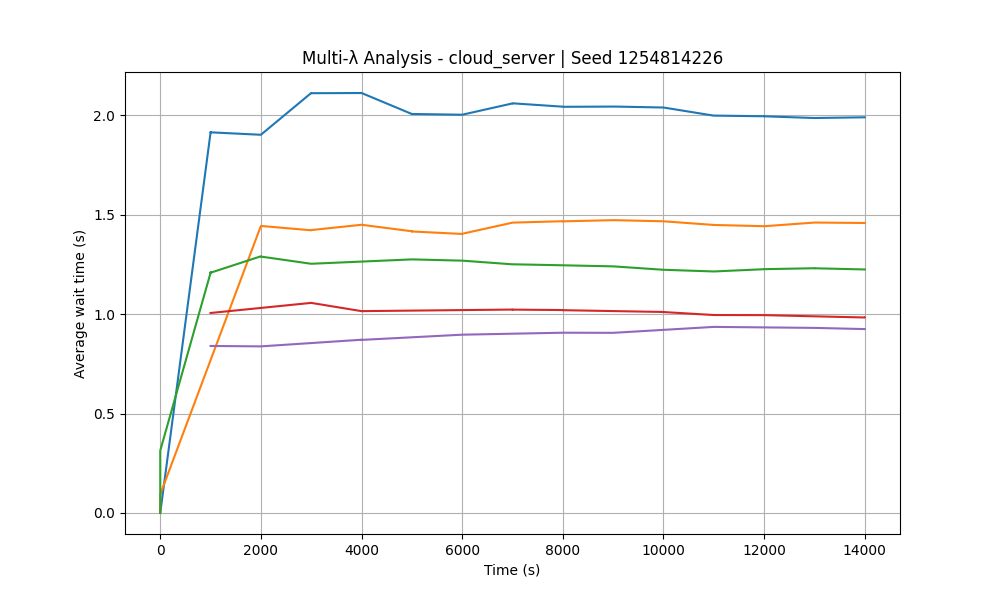 Multi-λ Analysis - cloud_server | Seed 1254814226
Average wait time (s)
2.0
1.5
1.0
0.5
0.0
0 2000 4000 6000 8000 10000 12000 14000
Time (s)